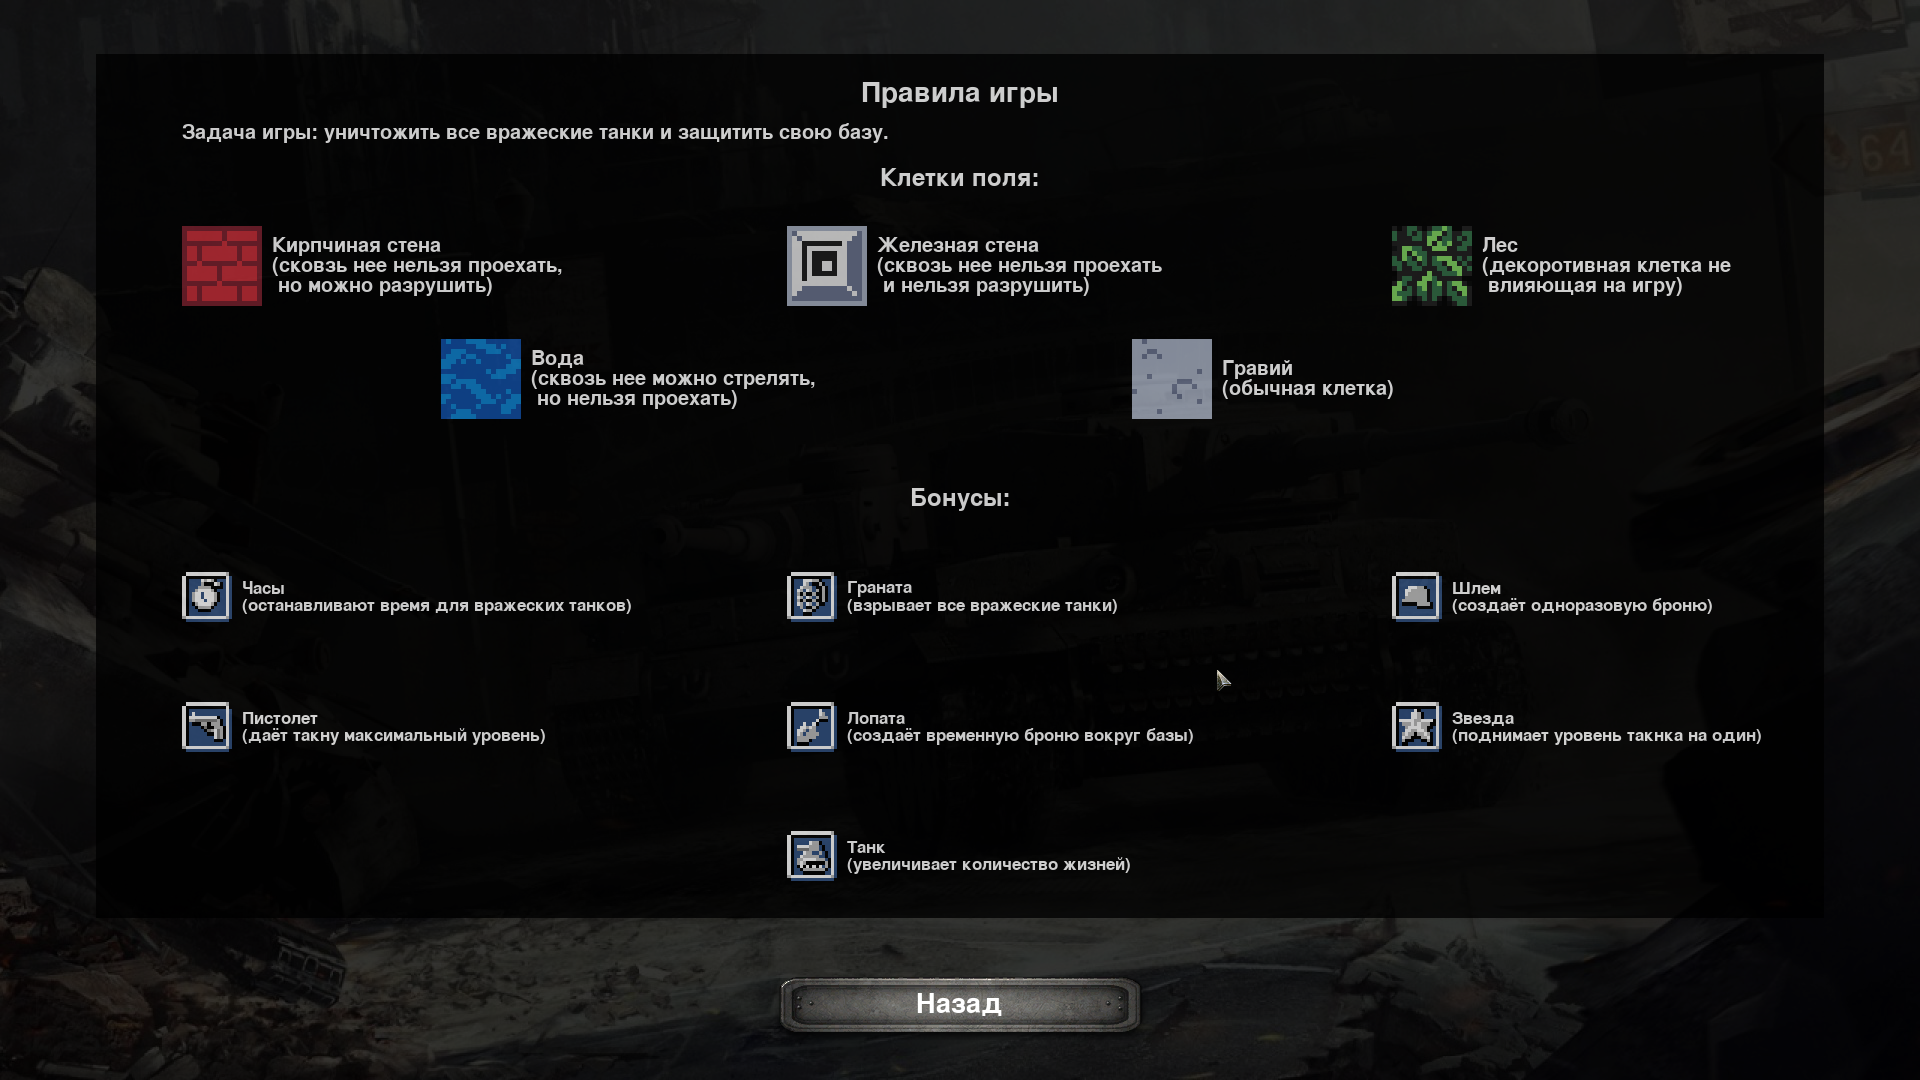 Правила игры
Задача игры: уничтожить все вражеские танки и защитить свою базу.
Клетки поля:
Кирпчиная стена
(сковзь нее нельзя проехать,
но можно разрушить)
Железная стена
(сквозь нее нельзя проехать
и нельзя разрушить)
Лес
(декоротивная клетка не
влияющая на игру)
Вода
(сквозь нее можно стрелять,
но нельзя проехать)
Гравий
(обычная клетка)
Бонусы:
Часы
(останавливают время для вражеских танков)
Граната
(взрывает все вражеские танки)
Шлем
(создаёт одноразовую броню)
Пистолет
(даёт такну максимальный уровень)
Лопата
(создаёт временную броню вокруг базы)
Звезда
(поднимает уровень такнка на один)
Танк
(увеличивает количество жизней)
Назад
64